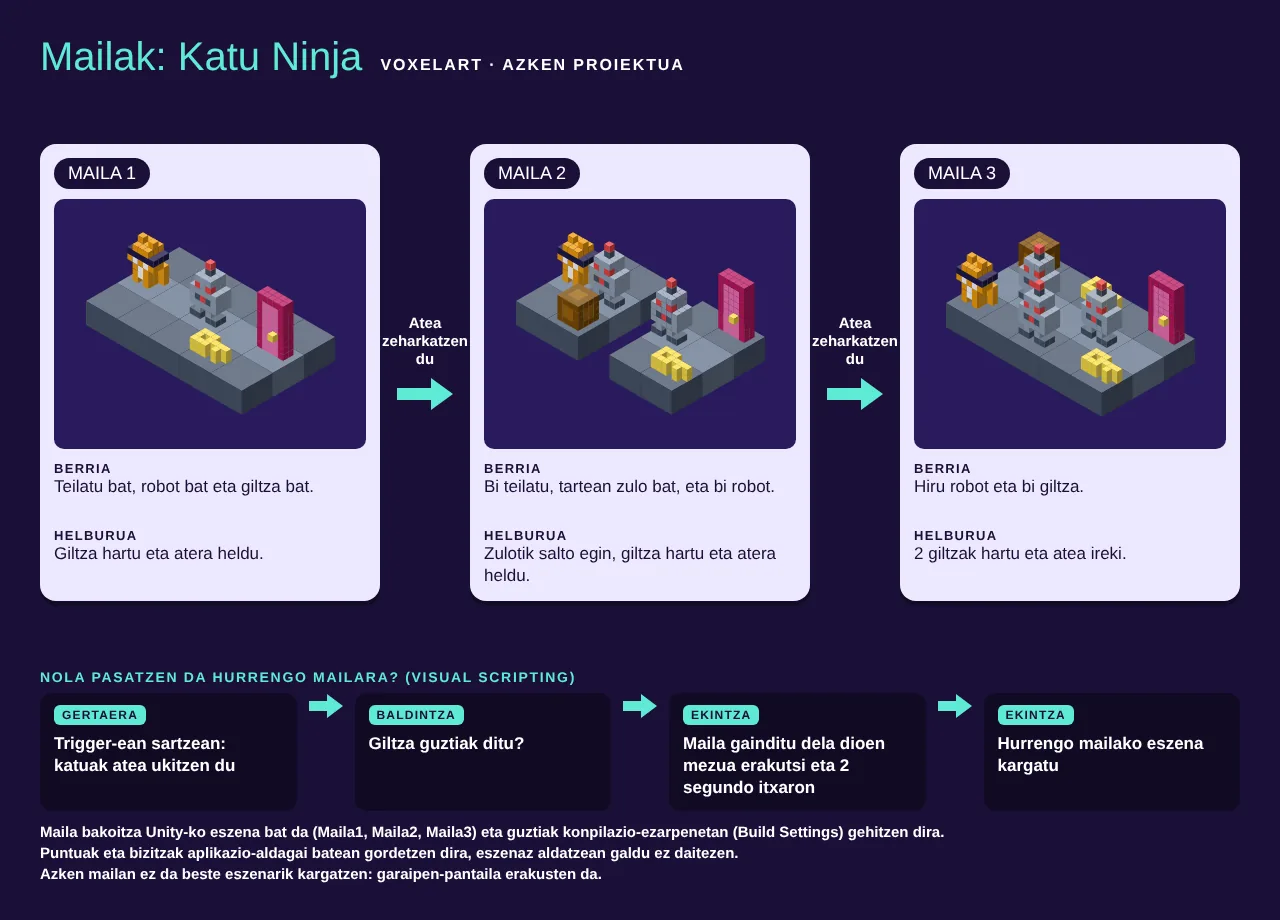 Mailak: Katu Ninja VOXELART · AZKEN PROIEKTUA
MAILA 1
BERRIA
Teilatu bat, robot bat eta giltza bat.
HELBURUA
Giltza hartu eta atera heldu.
Atea
zeharkatzen
du
MAILA 2
BERRIA
Bi teilatu, tartean zulo bat, eta bi robot.
HELBURUA
Zulotik salto egin, giltza hartu eta atera
heldu.
Atea
zeharkatzen
du
MAILA 3
BERRIA
Hiru robot eta bi giltza.
HELBURUA
2 giltzak hartu eta atea ireki.
NOLA PASATZEN DA HURRENGO MAILARA? (VISUAL SCRIPTING)
GERTAERA
Trigger-ean sartzean:
katuak atea ukitzen du
BALDINTZA
Giltza guztiak ditu?
EKINTZA
Maila gainditu dela dioen
mezua erakutsi eta 2
segundo itxaron
EKINTZA
Hurrengo mailako eszena
kargatu
Maila bakoitza Unity-ko eszena bat da (Maila1, Maila2, Maila3) eta guztiak konpilazio-ezarpenetan (Build Settings) gehitzen dira.
Puntuak eta bizitzak aplikazio-aldagai batean gordetzen dira, eszenaz aldatzean galdu ez daitezen.
Azken mailan ez da beste eszenarik kargatzen: garaipen-pantaila erakusten da.